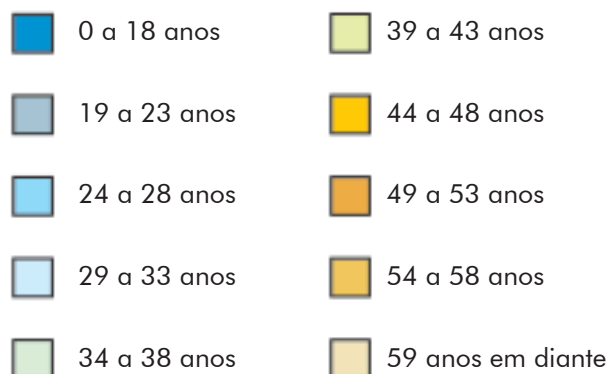 0 a 18 anos
19 a 23 anos
24 a 28 anos
29 a 33 anos
34 a 38 anos
39 a 43 anos
44 a 48 anos
49 a 53 anos
54 a 58 anos
59 anos em diante